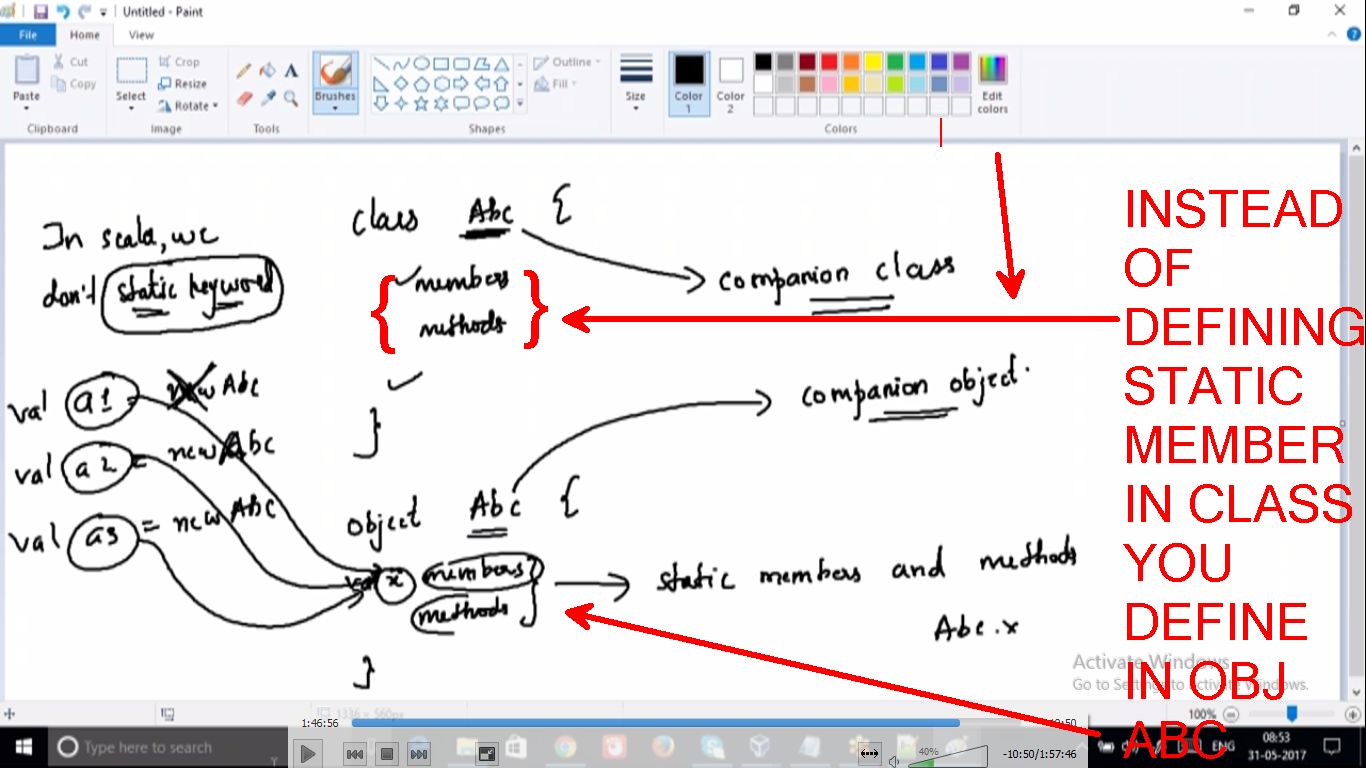 Untitled - Paint
File
Home
View
Paste
Cut
Copy
Clipboard
Select
Crop
Resize
Rotate
Image
Tools
Brushes
Shapes
Outline
Fill
Size
Color 1
Color 2
Colors
Edit colors
In scala, we
don't static keyword
val a1 = new Abc
val a2 = new Abc
val a3 = new Abc
class Abc {
members
methods
}
companion class
companion object.
object Abc {
val x members
methods
}
static members and methods
Abc.x
INSTEAD
OF
DEFINING
STATIC
MEMBER
IN CLASS
YOU
DEFINE
IN OBJ
ABC
Activate Windows
Go to Settings to activate Windows.
1336 × 560px
100%
1:46:56
Type here to search
40%
-10:50/1:57:46
ENG
08:53
31-05-2017